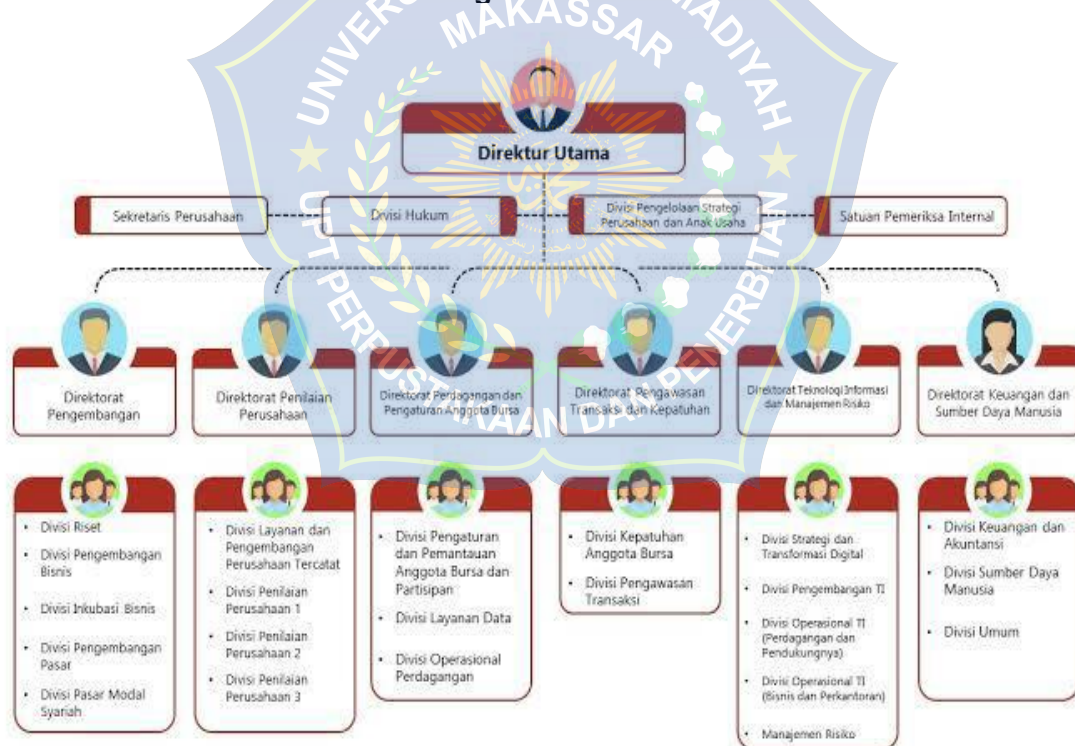 UNIVERSITAS MUHAMMADIYAH
MAKASSAR
Direktur Utama
Sekretaris Perusahaan
Divisi Hukum
Divisi Pengelolaan Strategi
Perusahaan dan Anak Usaha
Satuan Pemeriksa Internal
Direktorat
Pengembangan
Direktorat Penilaian
Perusahaan
Direktorat Perdagangan dan
Pengaturan Anggota Bursa
Direktorat Pengawasan
Transaksi dan Kepatuhan
Direktorat Teknologi Informasi
dan Manajemen Risiko
Direktorat Keuangan dan
Sumber Daya Manusia
UPT PERPUSTAKAAN DAN PENERBITAN
• Divisi Riset
• Divisi Pengembangan
Bisnis
• Divisi Inkubasi Bisnis
• Divisi Pengembangan
Pasar
• Divisi Pasar Modal
Syariah
• Divisi Layanan dan
Pengembangan
Perusahaan Tercatat
• Divisi Penilaian
Perusahaan 1
• Divisi Penilaian
Perusahaan 2
• Divisi Penilaian
Perusahaan 3
• Divisi Pengaturan
dan Pemantauan
Anggota Bursa dan
Partisipan
• Divisi Layanan Data
• Divisi Operasional
Perdagangan
• Divisi Kepatuhan
Anggota Bursa
• Divisi Pengawasan
Transaksi
• Divisi Strategi dan
Transformasi Digital
• Divisi Pengembangan TI
• Divisi Operasional TI
(Perdagangan dan
Pendukungnya)
• Divisi Operasional TI
(Bisnis dan Perkantoran)
• Manajemen Risiko
• Divisi Keuangan dan
Akuntansi
• Divisi Sumber Daya
Manusia
• Divisi Umum